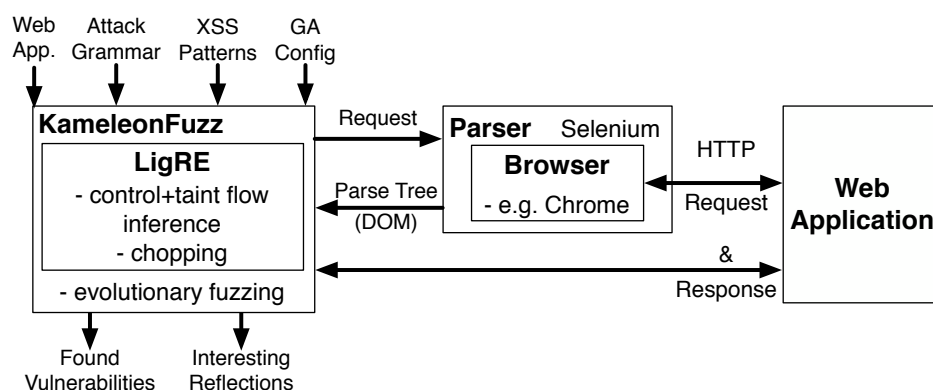 Web
App.
Attack
Grammar
XSS
Patterns
GA
Config
KameleonFuzz
LigRE
- control+taint flow
inference
- chopping
- evolutionary fuzzing
Request
Parse Tree
(DOM)
Parser
Selenium
Browser
- e.g. Chrome
HTTP
Request
&
Response
Web
Application
Found
Vulnerabilities
Interesting
Reflections